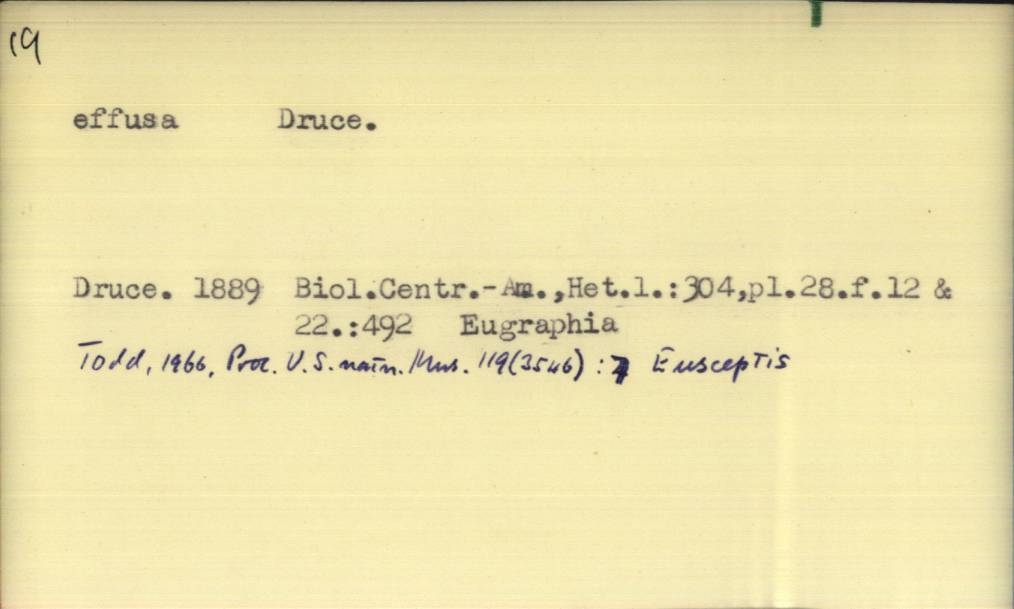 19
effusa Druce.
Druce. 1889 Biol.Centr.-Am.,Het.1.:304,pl.28.f.12 &
22.:492 Eugraphia
Todd, 1966, Proc. U.S. natn. Mus. 119(3546) : 7 Eusceptis